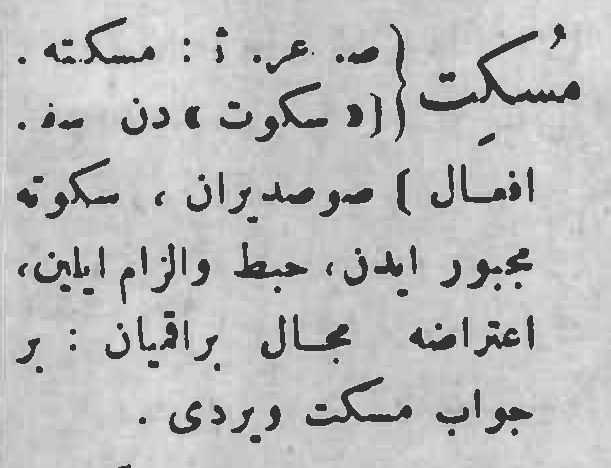 مُسكِت { ص. عر. ث : مسكته .
[« سكوت » دن سف .
افعال ] صوصديران ، سكوته
مجبور ايدن، حبط والزام ايلين،
اعتراضه مجال براقميان : بر
جواب مسكت ويردى .